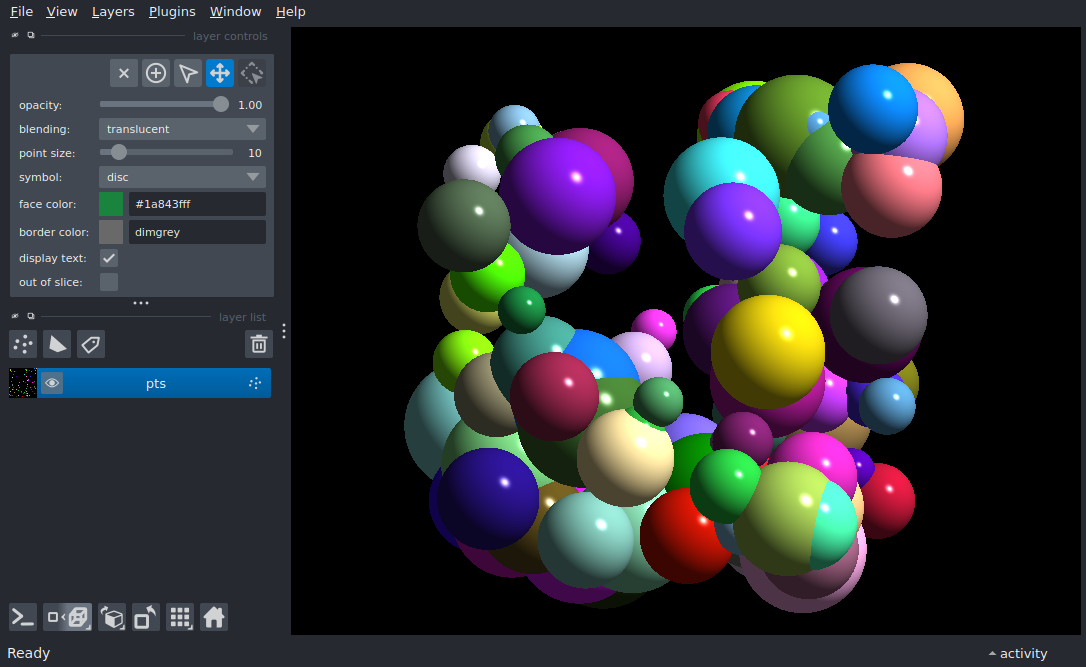 File View Layers Plugins Window Help
layer controls
opacity: 1.00
blending: translucent
point size: 10
symbol: disc
face color: #1a843fff
border color: dimgrey
display text:
out of slice:
layer list
pts
Ready activity